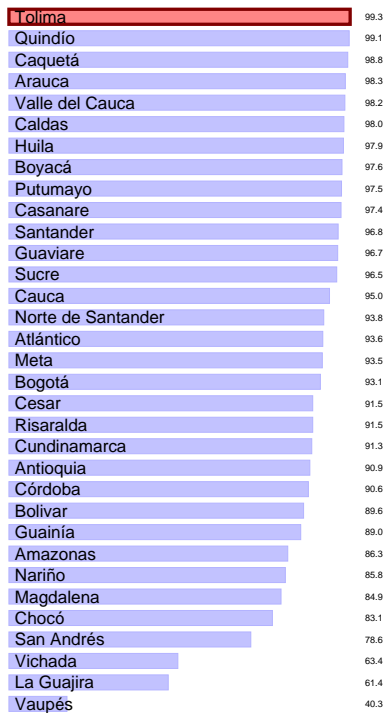 Tolima 99.3
Quindío 99.1
Caquetá 98.8
Arauca 98.3
Valle del Cauca 98.2
Caldas 98.0
Huila 97.9
Boyacá 97.6
Putumayo 97.5
Casanare 97.4
Santander 96.8
Guaviare 96.7
Sucre 96.5
Cauca 95.0
Norte de Santander 93.8
Atlántico 93.6
Meta 93.5
Bogotá 93.1
Cesar 91.5
Risaralda 91.5
Cundinamarca 91.3
Antioquia 90.9
Córdoba 90.6
Bolivar 89.6
Guainía 89.0
Amazonas 86.3
Nariño 85.8
Magdalena 84.9
Chocó 83.1
San Andrés 78.6
Vichada 63.4
La Guajira 61.4
Vaupés 40.3